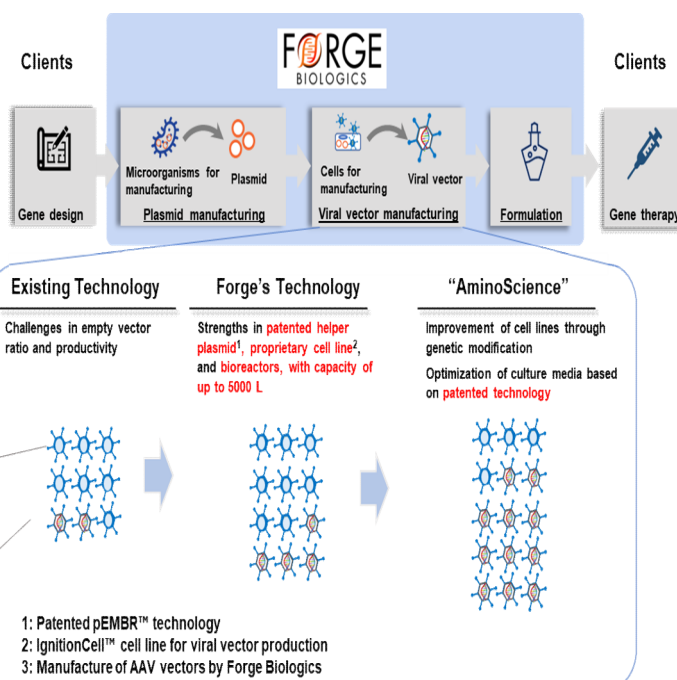 Clients
FORGE
BIOLOGICS
Clients
Gene design
Microorganisms for
manufacturing
Plasmid
Plasmid manufacturing
Cells for
manufacturing
Viral vector
Viral vector manufacturing
Formulation
Gene therapy
Existing Technology
Challenges in empty vector
ratio and productivity
Forge's Technology
Strengths in patented helper
plasmid¹, proprietary cell line²,
and bioreactors, with capacity of
up to 5000 L
“AminoScience”
Improvement of cell lines through
genetic modification
Optimization of culture media based
on patented technology
1: Patented pEMBR™ technology
2: IgnitionCell™ cell line for viral vector production
3: Manufacture of AAV vectors by Forge Biologics